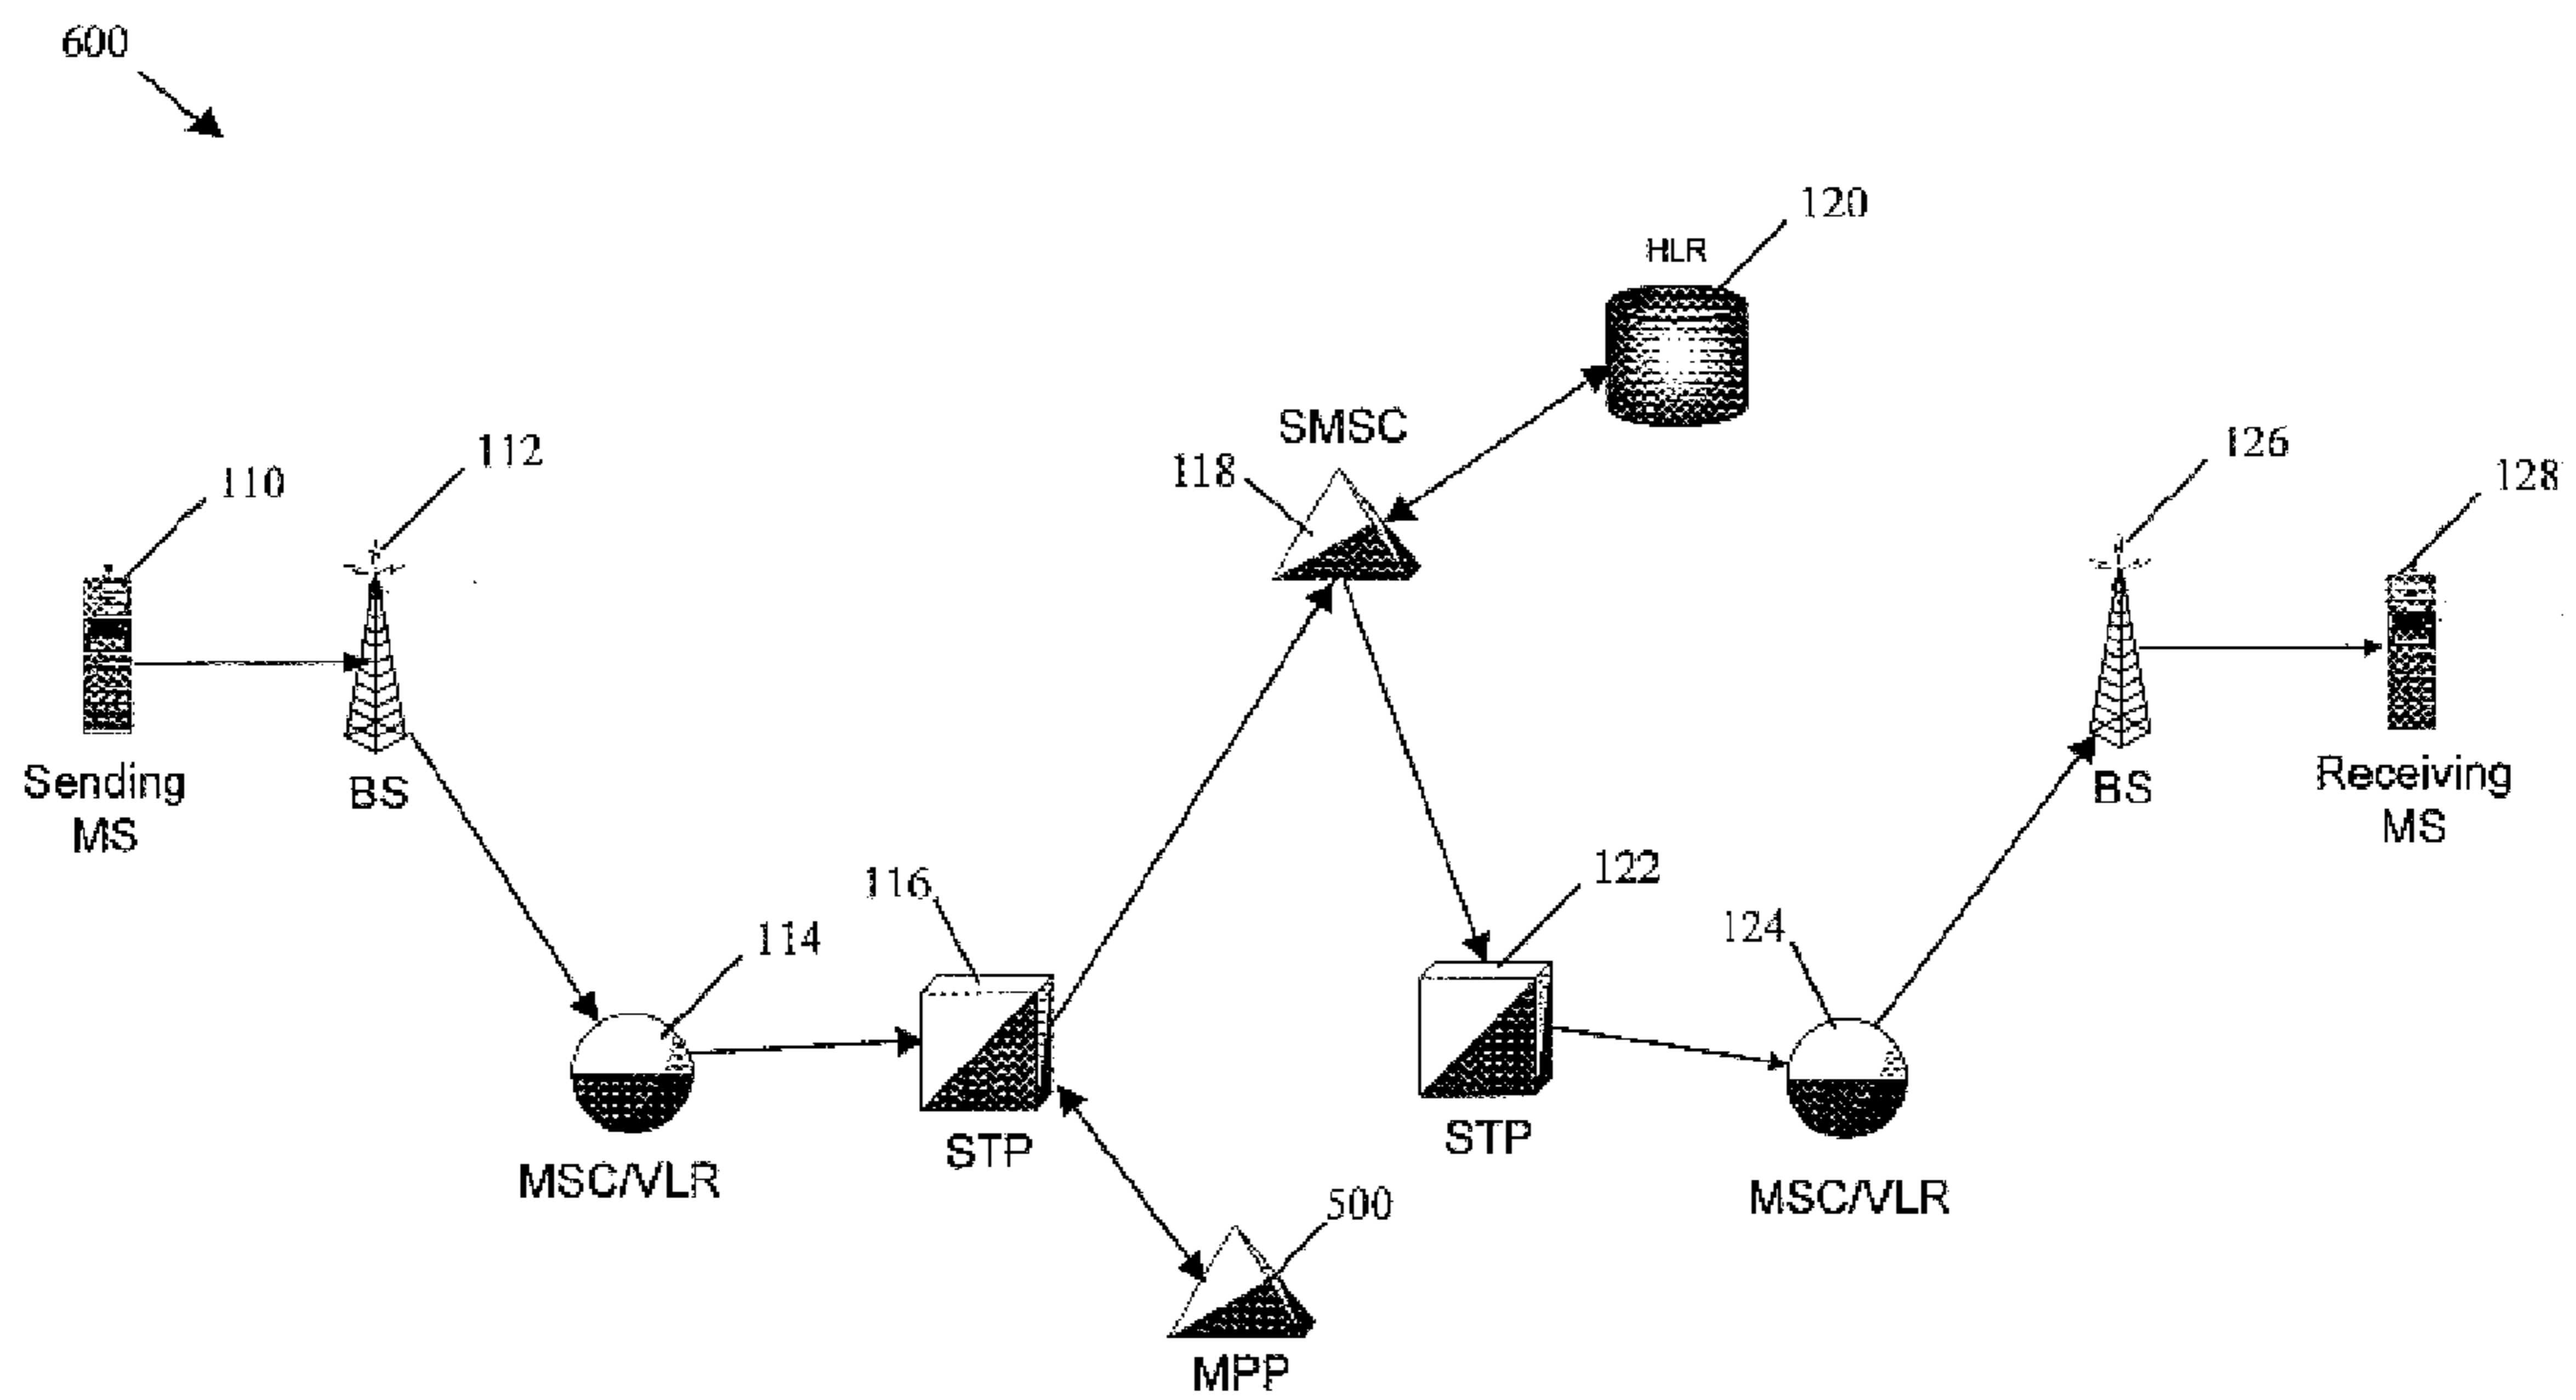 600
120
HLR
SMSC
118
112
110
126
128
Sending
MS
BS
BS
Receiving
MS
116
114
122
124
STP
STP
MSC/VLR
MSC/VLR
500
MPP